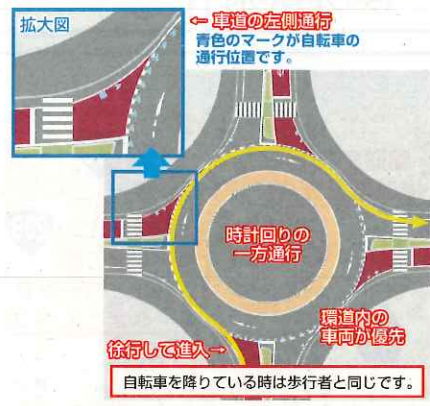 拡大図
← 車道の左側通行
青色のマークが自転車の
通行位置です。
時計回りの
一方通行
環道内の
車両が優先
徐行して進入→
自転車を降りている時は歩行者と同じです。